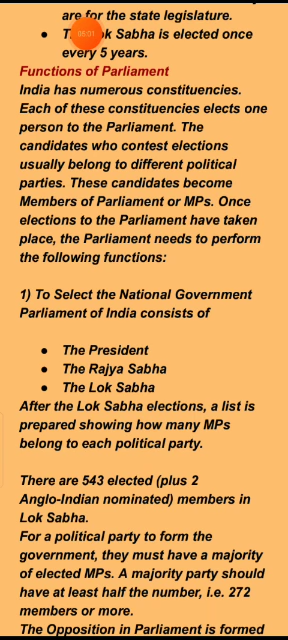 are for the state legislature.
● T Sabha is elected once
every 5 years.
Functions of Parliament
India has numerous constituencies.
Each of these constituencies elects one
person to the Parliament. The
candidates who contest elections
usually belong to different political
parties. These candidates become
Members of Parliament or MPs. Once
elections to the Parliament have taken
place, the Parliament needs to perform
the following functions:
1) To Select the National Government
Parliament of India consists of
● The President
● The Rajya Sabha
● The Lok Sabha
After the Lok Sabha elections, a list is
prepared showing how many MPs
belong to each political party.
There are 543 elected (plus 2
Anglo-Indian nominated) members in
Lok Sabha.
For a political party to form the
government, they must have a majority
of elected MPs. A majority party should
have at least half the number, i.e. 272
members or more.
The Opposition in Parliament is formed